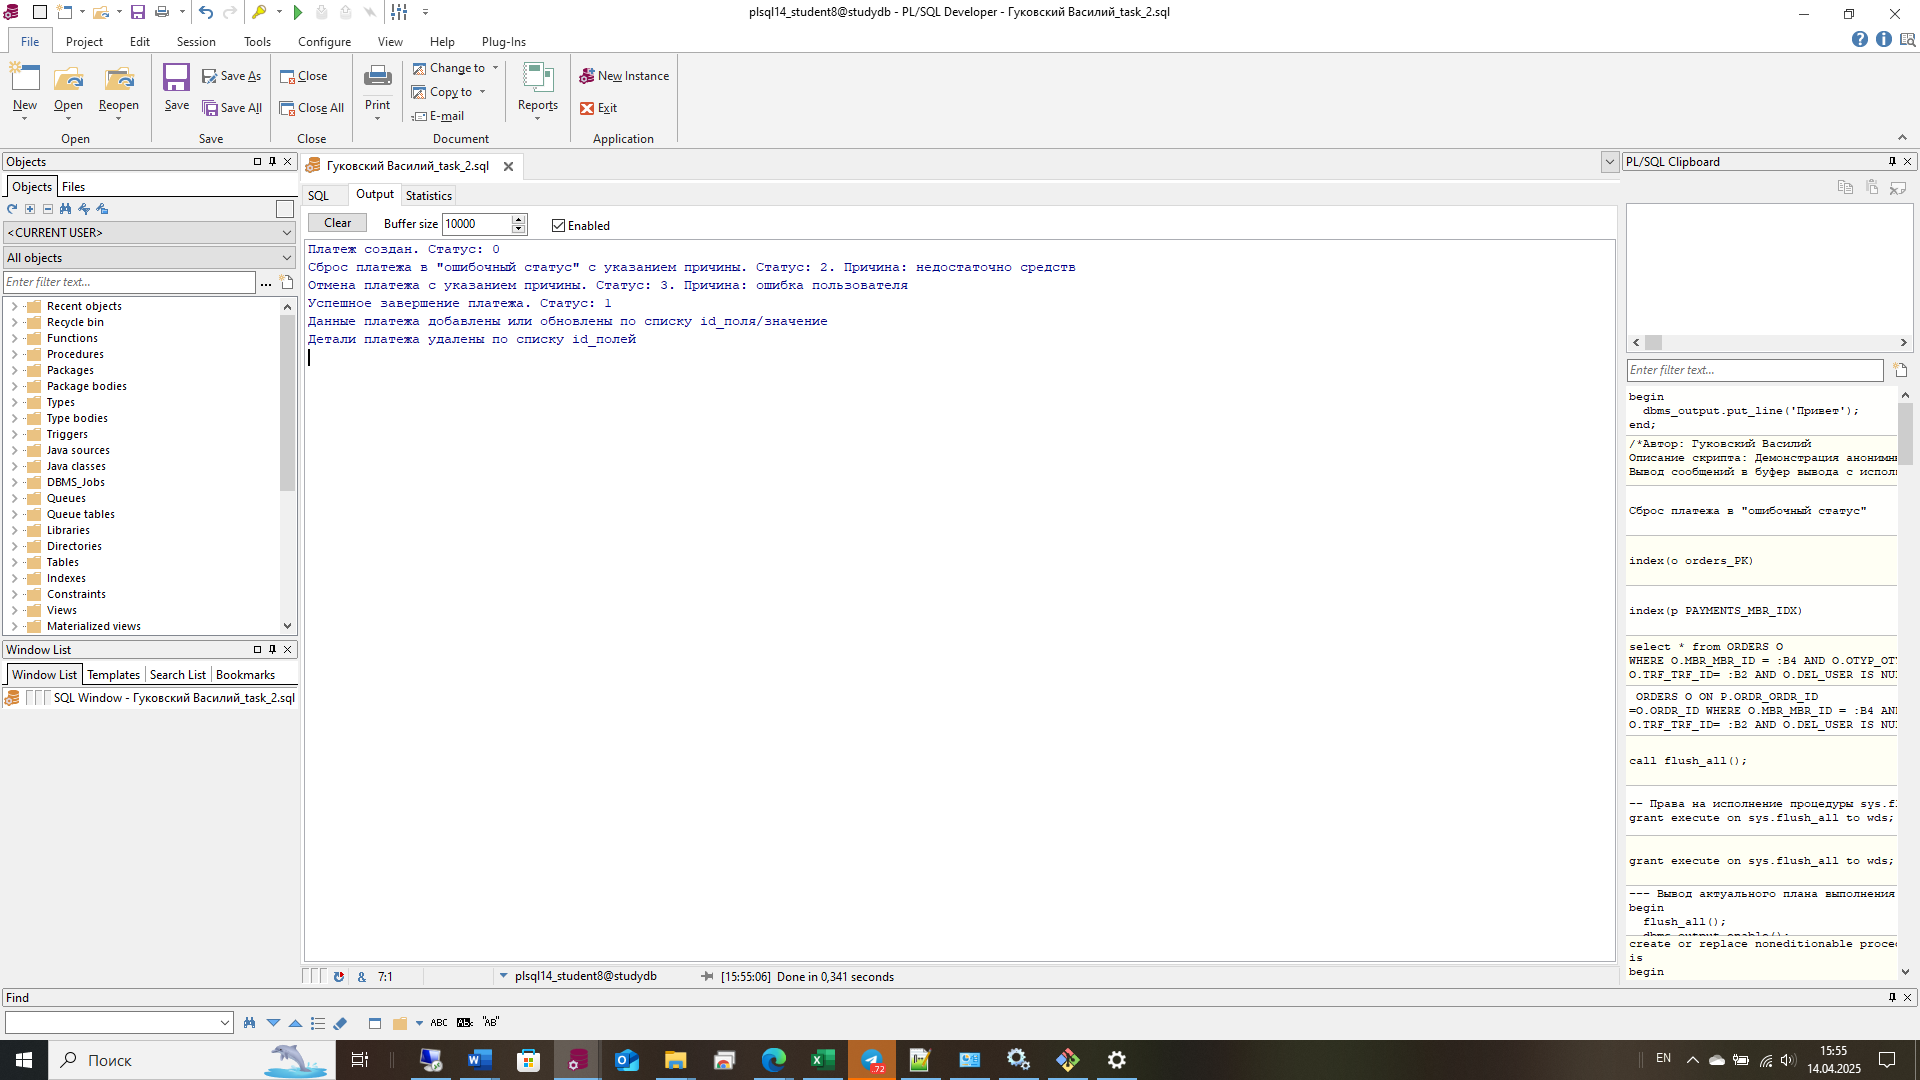 plsql14_student8@studydb - PL/SQL Developer - Гуковский Василий_task_2.sql
File Project Edit Session Tools Configure View Help Plug-Ins
New Open Reopen Save Save As Save All Close Close All Print Change to Copy to E-mail Reports New Instance Exit
Open Save Close Document Application
Objects
Objects Files
<CURRENT USER>
All objects
Enter filter text...
Recent objects
Recycle bin
Functions
Procedures
Packages
Package bodies
Types
Type bodies
Triggers
Java sources
Java classes
DBMS_Jobs
Queues
Queue tables
Libraries
Directories
Tables
Indexes
Constraints
Views
Materialized views
Window List
Window List Templates Search List Bookmarks
SQL Window - Гуковский Василий_task_2.sql
Гуковский Василий_task_2.sql
SQL Output Statistics
Clear Buffer size 10000 Enabled
Платеж создан. Статус: 0
Сброс платежа в "ошибочный статус" с указанием причины. Статус: 2. Причина: недостаточно средств
Отмена платежа с указанием причины. Статус: 3. Причина: ошибка пользователя
Успешное завершение платежа. Статус: 1
Данные платежа добавлены или обновлены по списку id_поля/значение
Детали платежа удалены по списку id_полей
& 7:1 plsql14_student8@studydb [15:55:06] Done in 0,341 seconds
PL/SQL Clipboard
Enter filter text...
begin
dbms_output.put_line('Привет');
end;
/*Автор: Гуковский Василий
Описание скрипта: Демонстрация
Вывод сообщений в буфер вывода с
Сброс платежа в "ошибочный статус"
index(o orders_PK)
index(p PAYMENTS_MBR_IDX)
select * from ORDERS O
WHERE O.MBR_MBR_ID = :B4 AND
O.TRF_TRF_ID= :B2 AND O.DEL_USER IS
ORDERS O ON P.ORDR_ORDR_ID
=O.ORDR_ID WHERE O.MBR_MBR_ID = :B4
O.TRF_TRF_ID= :B2 AND O.DEL_USER IS
call flush_all();
-- Права на исполнение процедуры
grant execute on sys.flush_all to wds;
grant execute on sys.flush_all to wds;
--- Вывод актуального плана выполнения
begin
flush_all();
create or replace noneditionable
is
begin
Find
ABC "AB"
Поиск
72
EN
15:55
14.04.2025